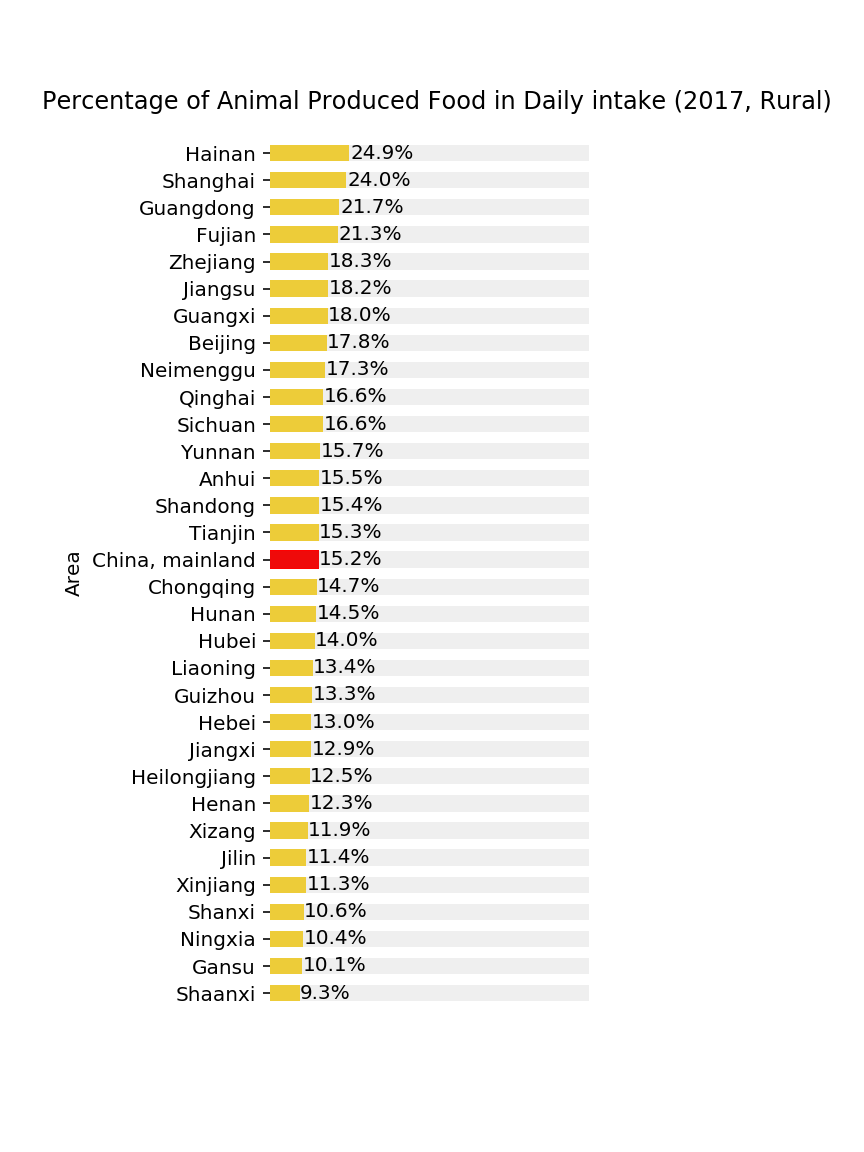 Percentage of Animal Produced Food in Daily intake (2017, Rural)
Hainan 24.9%
Shanghai 24.0%
Guangdong 21.7%
Fujian 21.3%
Zhejiang 18.3%
Jiangsu 18.2%
Guangxi 18.0%
Beijing 17.8%
Neimenggu 17.3%
Qinghai 16.6%
Sichuan 16.6%
Yunnan 15.7%
Anhui 15.5%
Shandong 15.4%
Tianjin 15.3%
China, mainland 15.2%
Chongqing 14.7%
Hunan 14.5%
Hubei 14.0%
Liaoning 13.4%
Guizhou 13.3%
Hebei 13.0%
Jiangxi 12.9%
Heilongjiang 12.5%
Henan 12.3%
Xizang 11.9%
Jilin 11.4%
Xinjiang 11.3%
Shanxi 10.6%
Ningxia 10.4%
Gansu 10.1%
Shaanxi 9.3%
Area